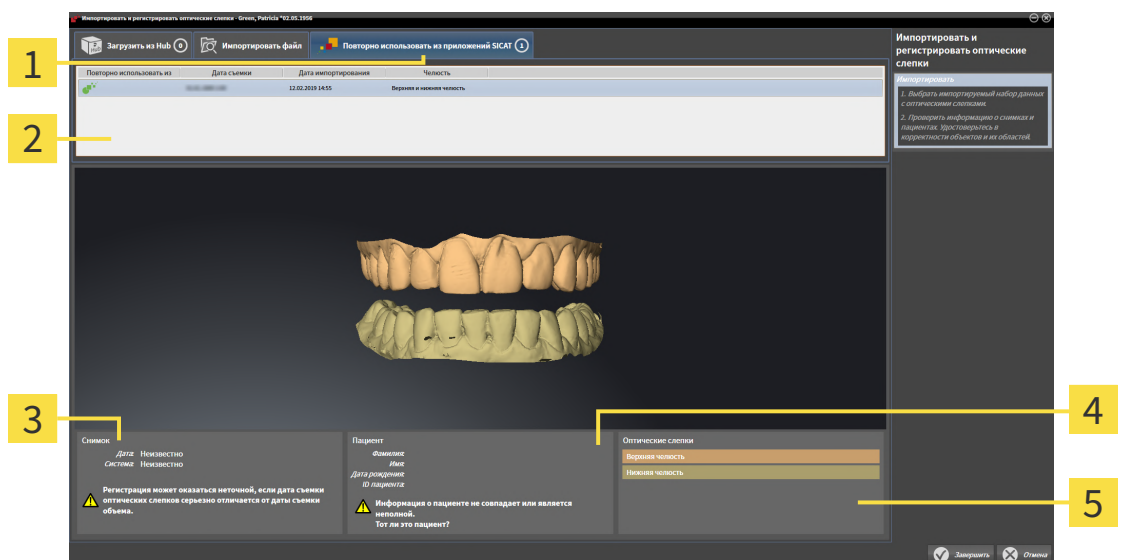 Импортировать и регистрировать оптические слепки - Green, Patricia *02.05.1956
Загрузить из Hub 0
Импортировать файл
Повторно использовать из приложений SICAT 1
Повторно использовать из Дата съемки Дата импортирования Челюсть
12.02.2019 14:55 Верхняя и нижняя челюсть
Импортировать и
регистрировать оптические
слепки
Импортировать
1. Выбрать импортируемый набор данных
с оптическими слепками.
2. Проверить информацию о снимках и
пациентах. Удостоверьтесь в
корректности объектов и их областей.
1
2
3
4
5
Снимок
Дата: Неизвестно
Система: Неизвестно
Регистрация может оказаться неточной, если дата съемки
оптических слепков серьезно отличается от даты съемки
объема.
Пациент
Фамилия:
Имя:
Дата рождения:
ID пациента:
Информация о пациенте не совпадает или является
неполной.
Тот ли это пациент?
Оптические слепки
Верхняя челюсть
Нижняя челюсть
Завершить
Отмена